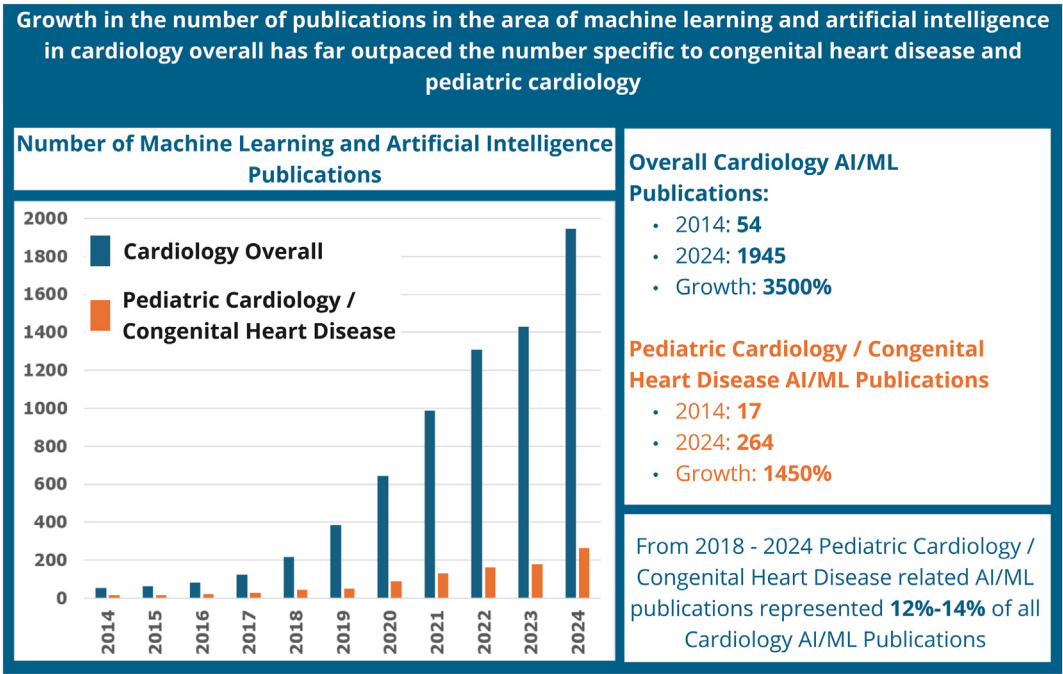 Growth in the number of publications in the area of machine learning and artificial intelligence
in cardiology overall has far outpaced the number specific to congenital heart disease and
pediatric cardiology
Number of Machine Learning and Artificial Intelligence
Publications
2000
1800
1600
1400
1200
1000
800
600
400
200
0
Cardiology Overall
Pediatric Cardiology /
Congenital Heart Disease
2014
2015
2016
2017
2018
2019
2020
2021
2022
2023
2024
Overall Cardiology AI/ML
Publications:
• 2014: 54
• 2024: 1945
• Growth: 3500%
Pediatric Cardiology / Congenital
Heart Disease AI/ML Publications
• 2014: 17
• 2024: 264
• Growth: 1450%
From 2018 - 2024 Pediatric Cardiology /
Congenital Heart Disease related AI/ML
publications represented 12%-14% of all
Cardiology AI/ML Publications